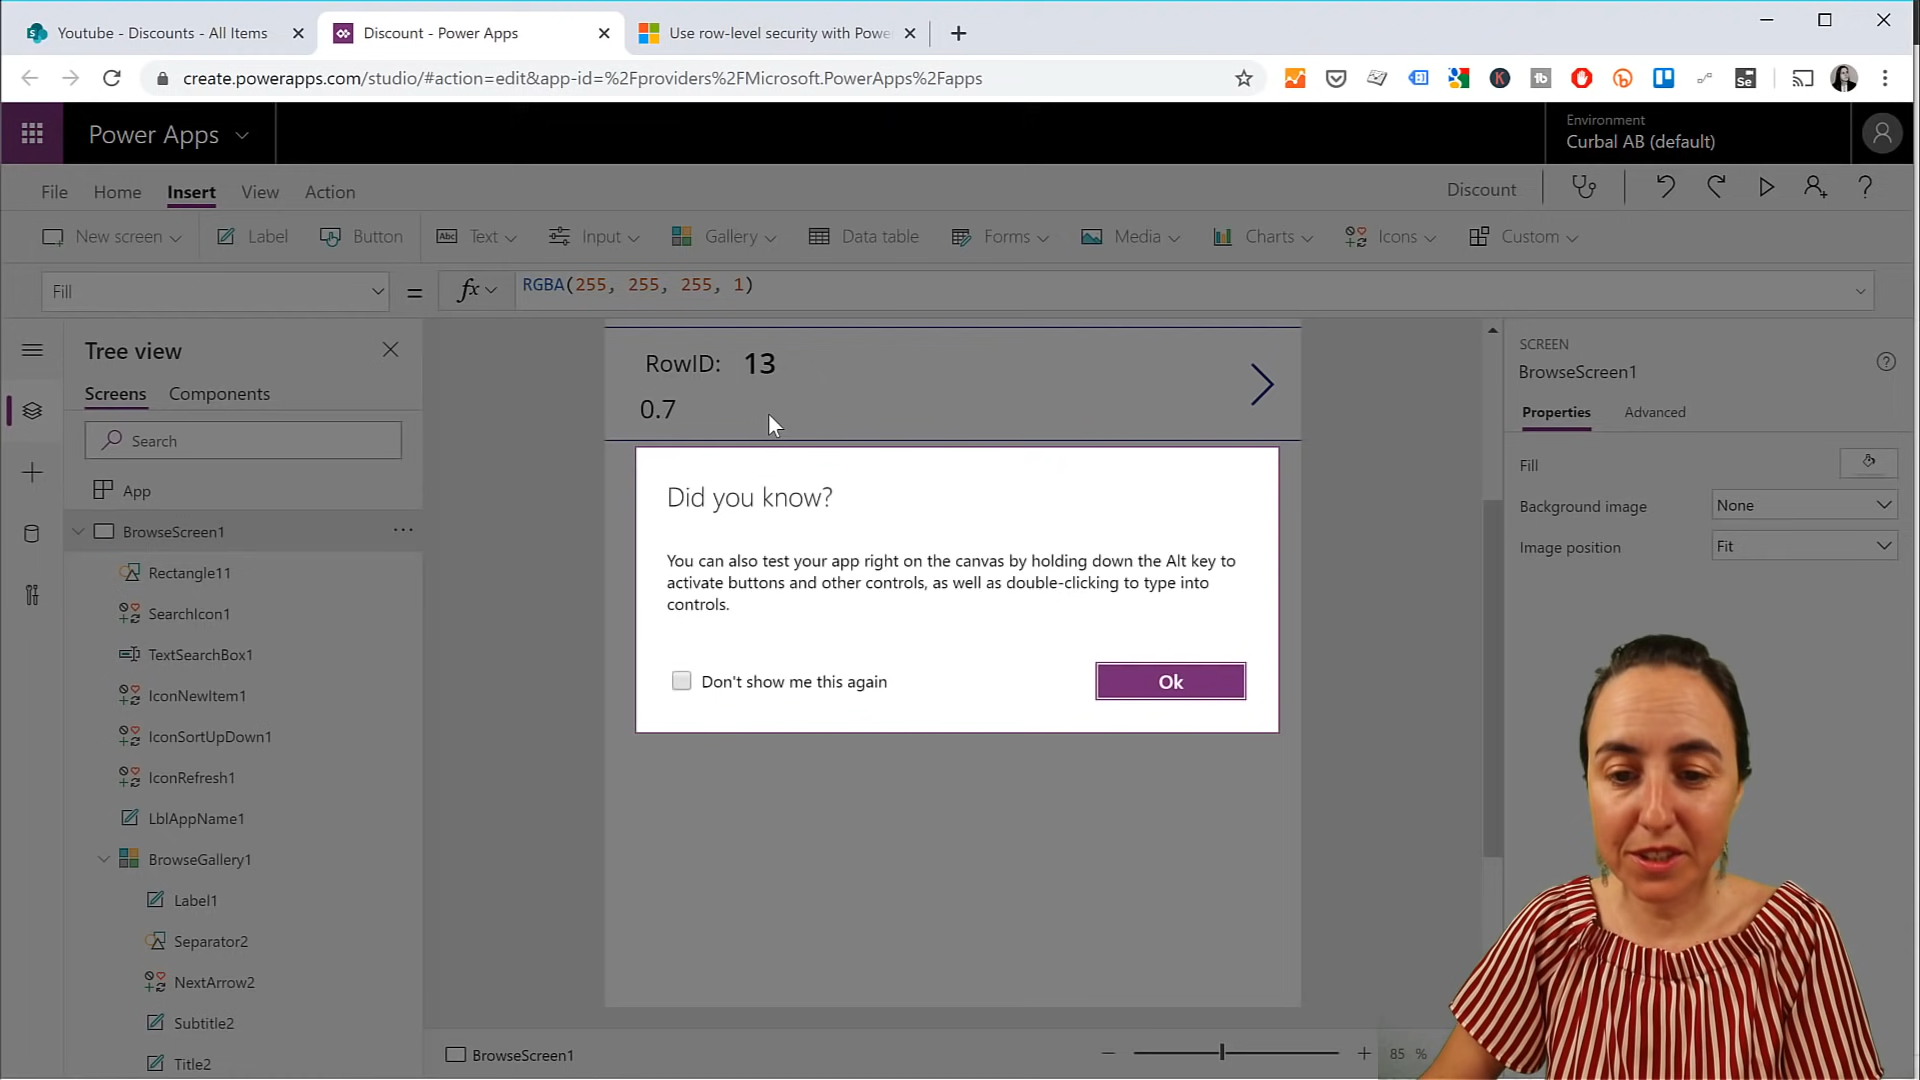 Youtube - Discounts - All Items
Discount - Power Apps
Use row-level security with Powe
create.powerapps.com/studio/#action=edit&app-id=%2Fproviders%2FMicrosoft.PowerApps%2Fapps
Power Apps
Environment
Curbal AB (default)
File Home Insert View Action
Discount
New screen Label Button Text Input Gallery Data table Forms Media Charts Icons Custom
Fill = fx RGBA(255, 255, 255, 1)
Tree view
Screens Components
Search
App
BrowseScreen1
Rectangle11
SearchIcon1
TextSearchBox1
IconNewItem1
IconSortUpDown1
IconRefresh1
LblAppName1
BrowseGallery1
Label1
Separator2
NextArrow2
Subtitle2
Title2
RowID: 13
0.7
Did you know?
You can also test your app right on the canvas by holding down the Alt key to
activate buttons and other controls, as well as double-clicking to type into
controls.
Don't show me this again
Ok
BrowseScreen1
85 %
SCREEN
BrowseScreen1
Properties Advanced
Fill
Background image None
Image position Fit